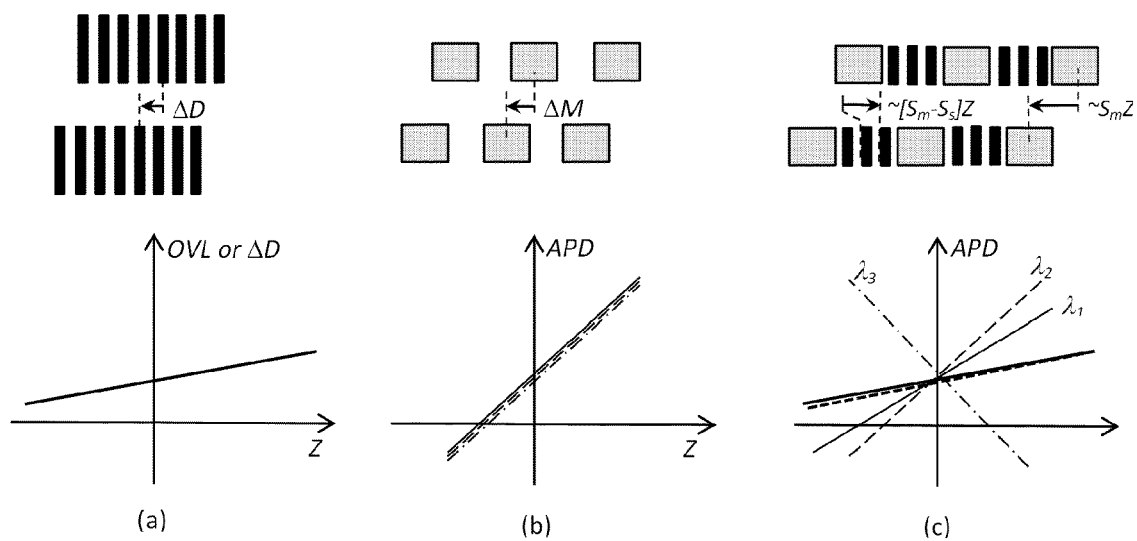 ΔD
ΔM
~[Sm-Ss]Z
~SmZ
OVL or ΔD
APD
APD
λ3
λ2
λ1
Z
Z
(a)
(b)
(c)